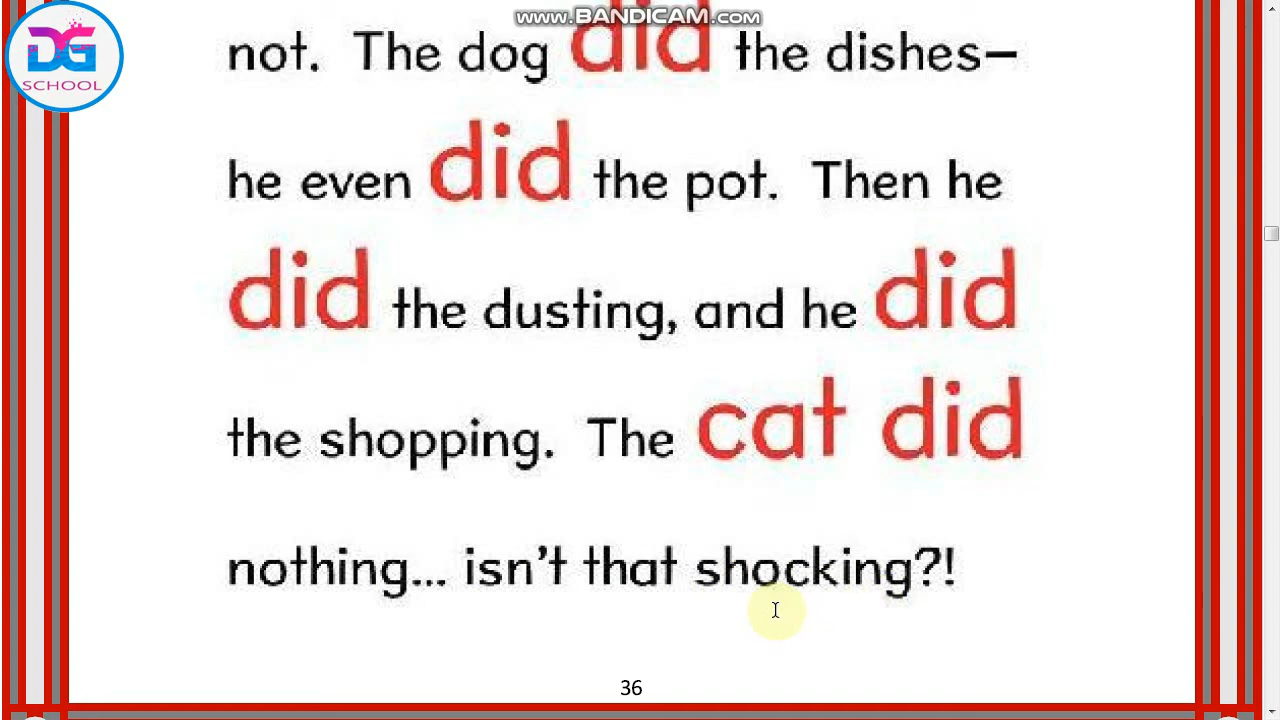 www.BANDICAM.com
DG
SCHOOL
not. The dog did the dishes–
he even did the pot. Then he
did the dusting, and he did
the shopping. The cat did
nothing... isn't that shocking?!
36